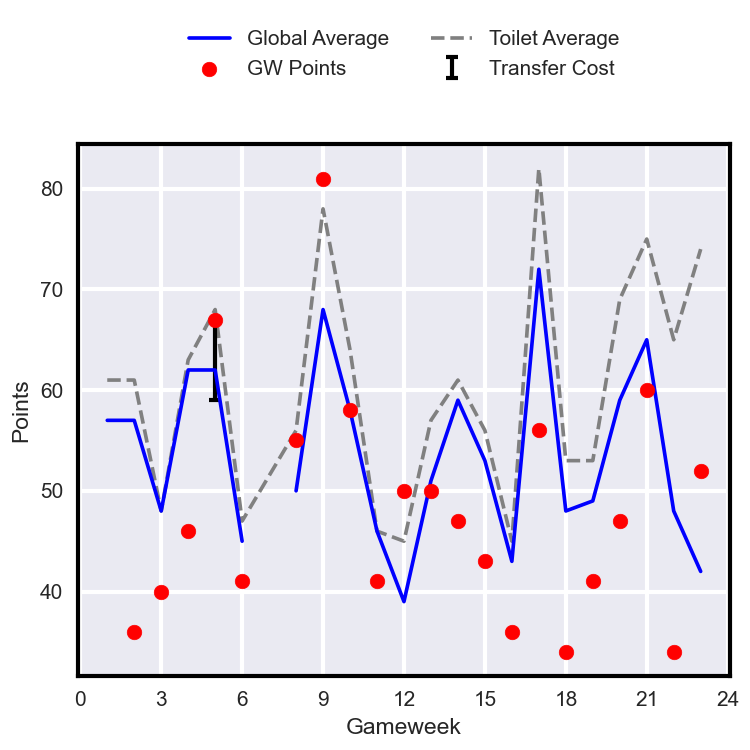 Global Average
Toilet Average
GW Points
Transfer Cost
80
70
60
50
40
Points
0 3 6 9 12 15 18 21 24
Gameweek